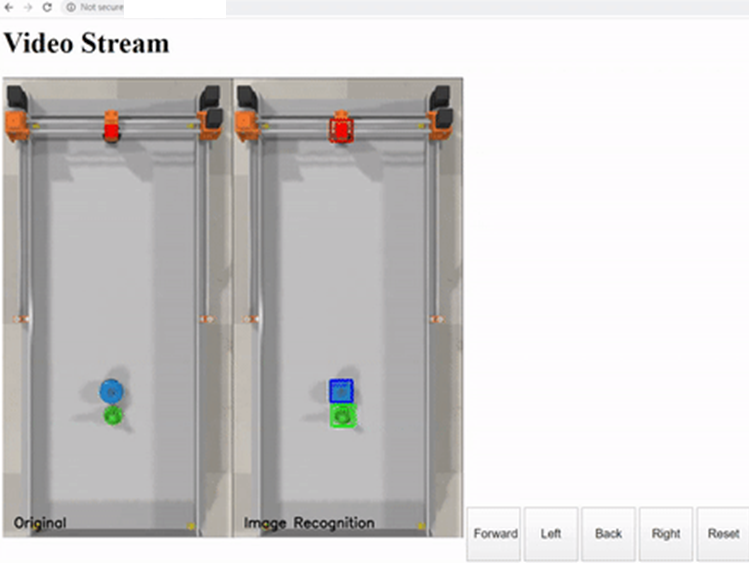 Not secure
Video Stream
Original
Image Recognition
Forward
Left
Back
Right
Reset